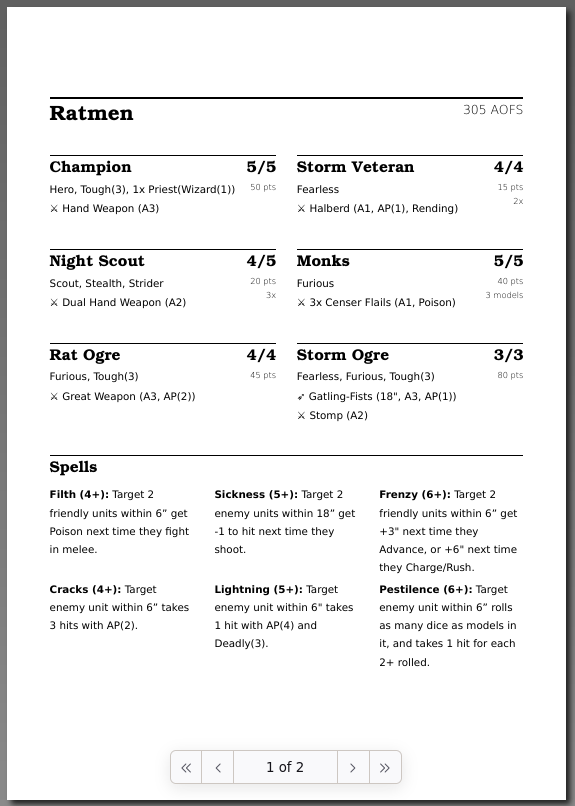 Ratmen
305 AOFS
Champion 5/5
Hero, Tough(3), 1x Priest(Wizard(1)) 50 pts
⚔ Hand Weapon (A3)
Storm Veteran 4/4
Fearless 15 pts
2x
⚔ Halberd (A1, AP(1), Rending)
Night Scout 4/5
Scout, Stealth, Strider 20 pts
3x
⚔ Dual Hand Weapon (A2)
Monks 5/5
Furious 40 pts
3 models
⚔ 3x Censer Flails (A1, Poison)
Rat Ogre 4/4
Furious, Tough(3) 45 pts
⚔ Great Weapon (A3, AP(2))
Storm Ogre 3/3
Fearless, Furious, Tough(3) 80 pts
➶ Gatling-Fists (18", A3, AP(1))
⚔ Stomp (A2)
Spells
Filth (4+): Target 2
friendly units within 6” get
Poison next time they fight
in melee.
Sickness (5+): Target 2
enemy units within 18” get
-1 to hit next time they
shoot.
Frenzy (6+): Target 2
friendly units within 6” get
+3" next time they
Advance, or +6" next time
they Charge/Rush.
Cracks (4+): Target
enemy unit within 6” takes
3 hits with AP(2).
Lightning (5+): Target
enemy unit within 6" takes
1 hit with AP(4) and
Deadly(3).
Pestilence (6+): Target
enemy unit within 6” rolls
as many dice as models in
it, and takes 1 hit for each
2+ rolled.
1 of 2